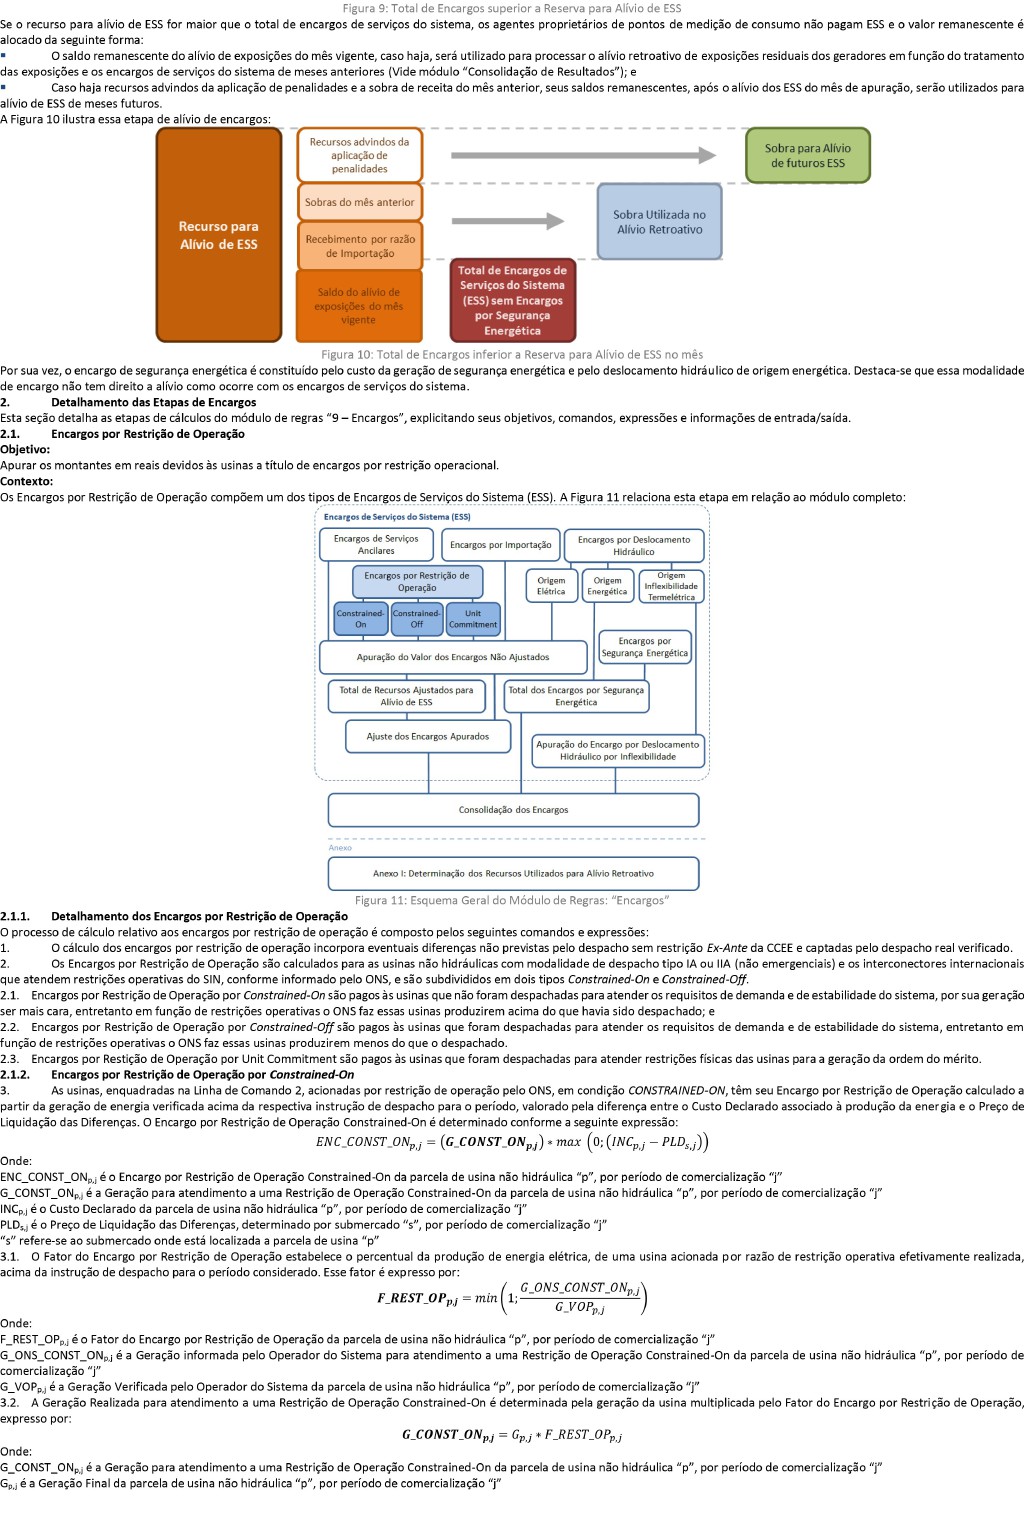 Figura 9: Total de Encargos superior a Reserva para Alívio de ESS
Se o recurso para alívio de ESS for maior que o total de encargos de serviços do sistema, os agentes proprietários de pontos de medição de consumo não pagam ESS e o valor remanescente é
alocado da seguinte forma:
▪ O saldo remanescente do alívio de exposições do mês vigente, caso haja, será utilizado para processar o alívio retroativo de exposições residuais dos geradores em função do tratamento
das exposições e os encargos de serviços do sistema de meses anteriores (Vide módulo “Consolidação de Resultados”); e
▪ Caso haja recursos advindos da aplicação de penalidades e a sobra de receita do mês anterior, seus saldos remanescentes, após o alívio dos ESS do mês de apuração, serão utilizados para
alívio de ESS de meses futuros.
A Figura 10 ilustra essa etapa de alívio de encargos:
Recurso para
Alívio de ESS
Recursos advindos da
aplicação de
penalidades
Sobras do mês anterior
Recebimento por razão
de Importação
Saldo do alívio de
exposições do mês
vigente
Total de Encargos de
Serviços do Sistema
(ESS) sem Encargos
por Segurança
Energética
Sobra Utilizada no
Alívio Retroativo
Sobra para Alívio
de futuros ESS
Figura 10: Total de Encargos inferior a Reserva para Alívio de ESS no mês
Por sua vez, o encargo de segurança energética é constituído pelo custo da geração de segurança energética e pelo deslocamento hidráulico de origem energética. Destaca-se que essa modalidade
de encargo não tem direito a alívio como ocorre com os encargos de serviços do sistema.
2. Detalhamento das Etapas de Encargos
Esta seção detalha as etapas de cálculos do módulo de regras “9 – Encargos”, explicitando seus objetivos, comandos, expressões e informações de entrada/saída.
2.1. Encargos por Restrição de Operação
Objetivo:
Apurar os montantes em reais devidos às usinas a título de encargos por restrição operacional.
Contexto:
Os Encargos por Restrição de Operação compõem um dos tipos de Encargos de Serviços do Sistema (ESS). A Figura 11 relaciona esta etapa em relação ao módulo completo:
Encargos de Serviços do Sistema (ESS)
Encargos de Serviços
Ancilares
Encargos por Importação
Encargos por Deslocamento
Hidráulico
Encargos por Restrição de
Operação
Origem
Elétrica
Origem
Energética
Origem
Inflexibilidade
Termelétrica
Constrained-
On
Constrained-
Off
Unit
Commitment
Encargos por
Segurança Energética
Apuração do Valor dos Encargos Não Ajustados
Total de Recursos Ajustados para
Alívio de ESS
Total dos Encargos por Segurança
Energética
Ajuste dos Encargos Apurados
Apuração do Encargo por Deslocamento
Hidráulico por Inflexibilidade
Consolidação dos Encargos
Anexo
Anexo I: Determinação dos Recursos Utilizados para Alívio Retroativo
Figura 11: Esquema Geral do Módulo de Regras: “Encargos”
2.1.1. Detalhamento dos Encargos por Restrição de Operação
O processo de cálculo relativo aos encargos por restrição de operação é composto pelos seguintes comandos e expressões:
1. O cálculo dos encargos por restrição de operação incorpora eventuais diferenças não previstas pelo despacho sem restrição Ex-Ante da CCEE e captadas pelo despacho real verificado.
2. Os Encargos por Restrição de Operação são calculados para as usinas não hidráulicas com modalidade de despacho tipo IA ou IIA (não emergenciais) e os interconectores internacionais
que atendem restrições operativas do SIN, conforme informado pelo ONS, e são subdivididos em dois tipos Constrained-On e Constrained-Off.
2.1. Encargos por Restrição de Operação por Constrained-On são pagos às usinas que não foram despachadas para atender os requisitos de demanda e de estabilidade do sistema, por sua geração
ser mais cara, entretanto em função de restrições operativas o ONS faz essas usinas produzirem acima do que havia sido despachado; e
2.2. Encargos por Restrição de Operação por Constrained-Off são pagos às usinas que foram despachadas para atender os requisitos de demanda e de estabilidade do sistema, entretanto em
função de restrições operativas o ONS faz essas usinas produzirem menos do que o despachado.
2.3. Encargos por Restição de Operação por Unit Commitment são pagos às usinas que foram despachadas para atender restrições físicas das usinas para a geração da ordem do mérito.
2.1.2. Encargos por Restrição de Operação por Constrained-On
3. As usinas, enquadradas na Linha de Comando 2, acionadas por restrição de operação pelo ONS, em condição CONSTRAINED-ON, têm seu Encargo por Restrição de Operação calculado a
partir da geração de energia verificada acima da respectiva instrução de despacho para o período, valorado pela diferença entre o Custo Declarado associado à produção da energia e o Preço de
Liquidação das Diferenças. O Encargo por Restrição de Operação Constrained-On é determinado conforme a seguinte expressão:
ENC_CONST_ONp,j = (G_CONST_ONp,j) ∗ max (0; (INCp,j − PLDs,j))
Onde:
ENC_CONST_ONp,j é o Encargo por Restrição de Operação Constrained-On da parcela de usina não hidráulica “p”, por período de comercialização “j”
G_CONST_ONp,j é a Geração para atendimento a uma Restrição de Operação Constrained-On da parcela de usina não hidráulica “p”, por período de comercialização “j”
INCp,j é o Custo Declarado da parcela de usina não hidráulica “p”, por período de comercialização “j”
PLDs,j é o Preço de Liquidação das Diferenças, determinado por submercado “s”, por período de comercialização “j”
“s” refere-se ao submercado onde está localizada a parcela de usina “p”
3.1. O Fator do Encargo por Restrição de Operação estabelece o percentual da produção de energia elétrica, de uma usina acionada por razão de restrição operativa efetivamente realizada,
acima da instrução de despacho para o período considerado. Esse fator é expresso por:
F_REST_OPp,j = min (1; G_ONS_CONST_ONp,j / G_VOPp,j)
Onde:
F_REST_OPp,j é o Fator do Encargo por Restrição de Operação da parcela de usina não hidráulica “p”, por período de comercialização “j”
G_ONS_CONST_ONp,j é a Geração informada pelo Operador do Sistema para atendimento a uma Restrição de Operação Constrained-On da parcela de usina não hidráulica “p”, por período de
comercialização “j”
G_VOPp,j é a Geração Verificada pelo Operador do Sistema da parcela de usina não hidráulica “p”, por período de comercialização “j”
3.2. A Geração Realizada para atendimento a uma Restrição de Operação Constrained-On é determinada pela geração da usina multiplicada pelo Fator do Encargo por Restrição de Operação,
expresso por:
G_CONST_ONp,j = Gp,j ∗ F_REST_OPp,j
Onde:
G_CONST_ONp,j é a Geração para atendimento a uma Restrição de Operação Constrained-On da parcela de usina não hidráulica “p”, por período de comercialização “j”
Gp,j é a Geração Final da parcela de usina não hidráulica “p”, por período de comercialização “j”